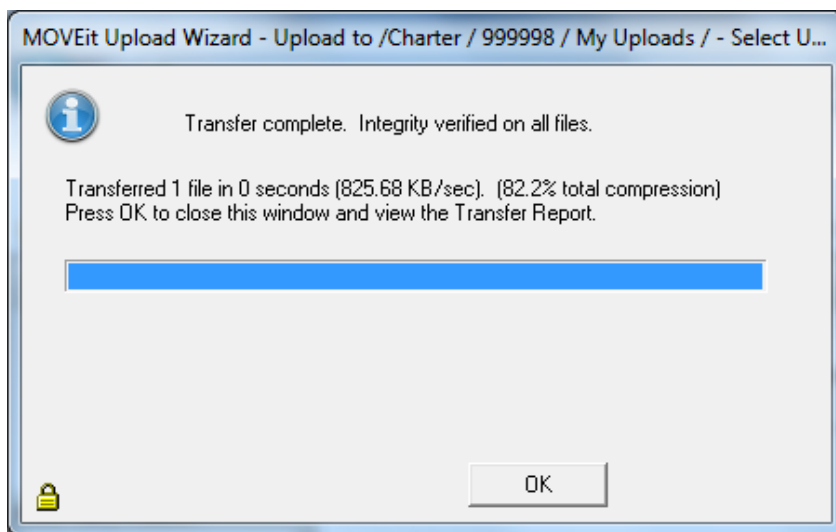 MOVEit Upload Wizard - Upload to /Charter / 999998 / My Uploads / - Select U...
Transfer complete. Integrity verified on all files.
Transferred 1 file in 0 seconds (825.68 KB/sec). (82.2% total compression)
Press OK to close this window and view the Transfer Report.
OK